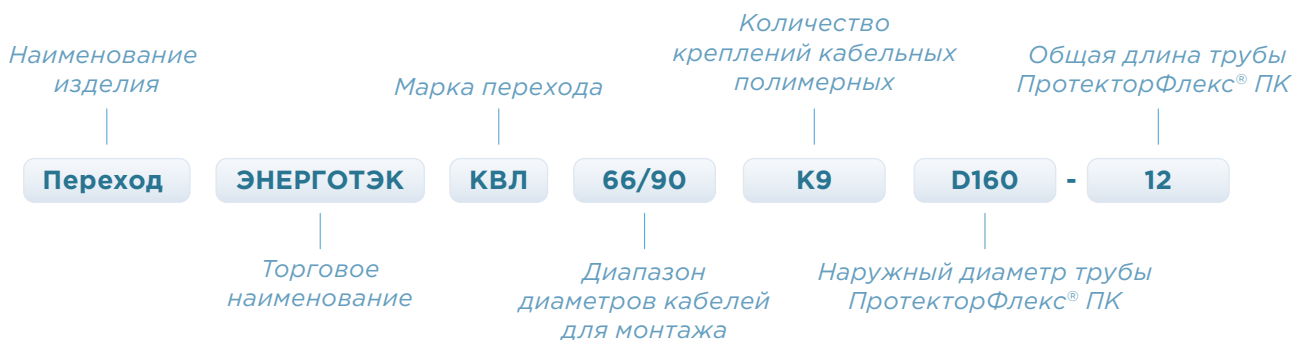 Наименование
изделия
Марка перехода
Количество
креплений кабельных
полимерных
Общая длина трубы
ПротекторФлекс® ПК
Переход ЭНЕРГОТЭК КВЛ 66/90 К9 D160 - 12
Торговое
наименование
Диапазон
диаметров кабелей
для монтажа
Наружный диаметр трубы
ПротекторФлекс® ПК